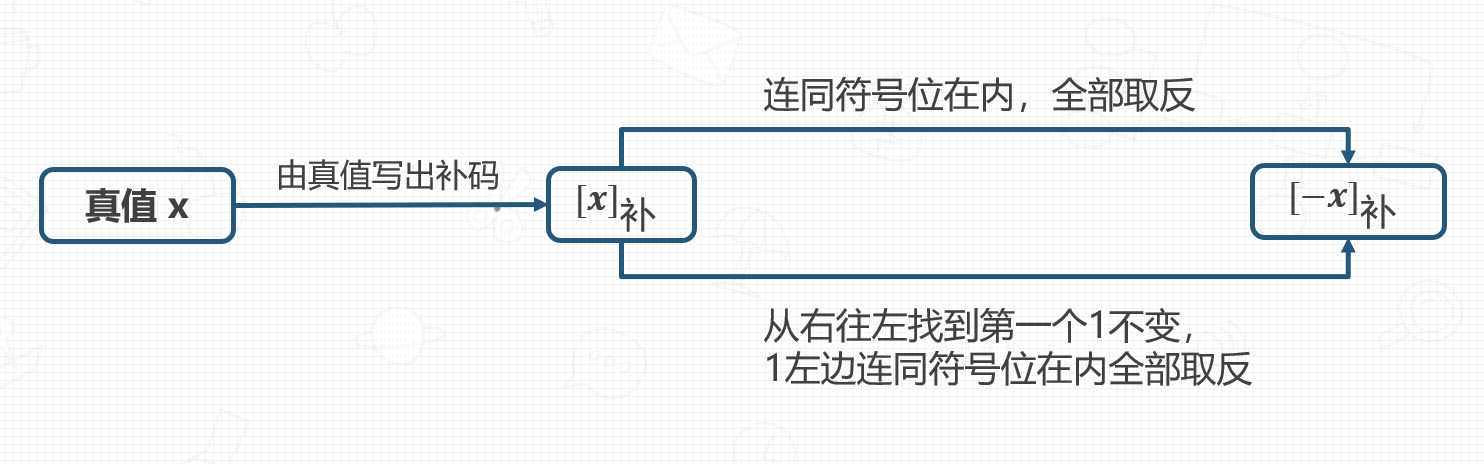 连同符号位在内，全部取反
由真值写出补码
真值 x
[x]补
[−x]补
从右往左找到第一个1不变，
1左边连同符号位在内全部取反